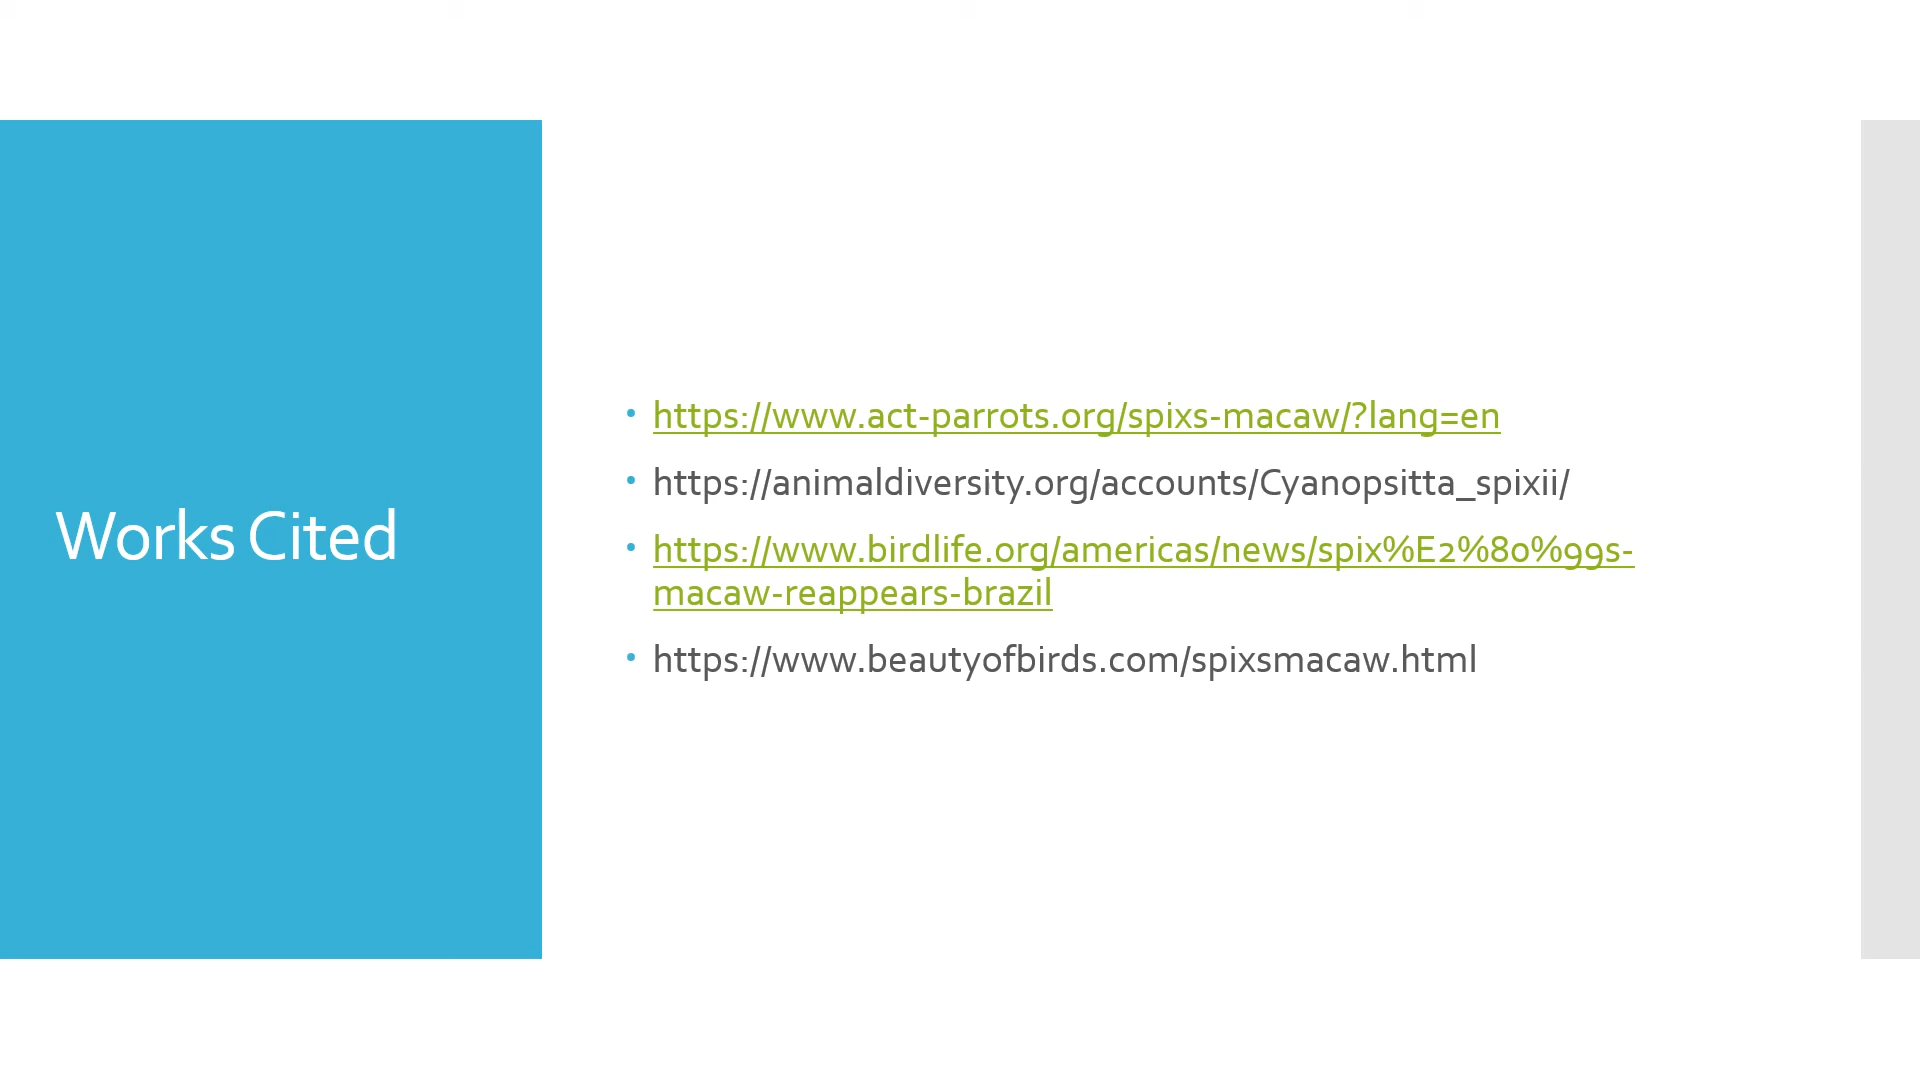 Works Cited
https://www.act-parrots.org/spixs-macaw/?lang=en
https://animaldiversity.org/accounts/Cyanopsitta_spixii/
https://www.birdlife.org/americas/news/spix%E2%80%99s-
macaw-reappears-brazil
https://www.beautyofbirds.com/spixsmacaw.html